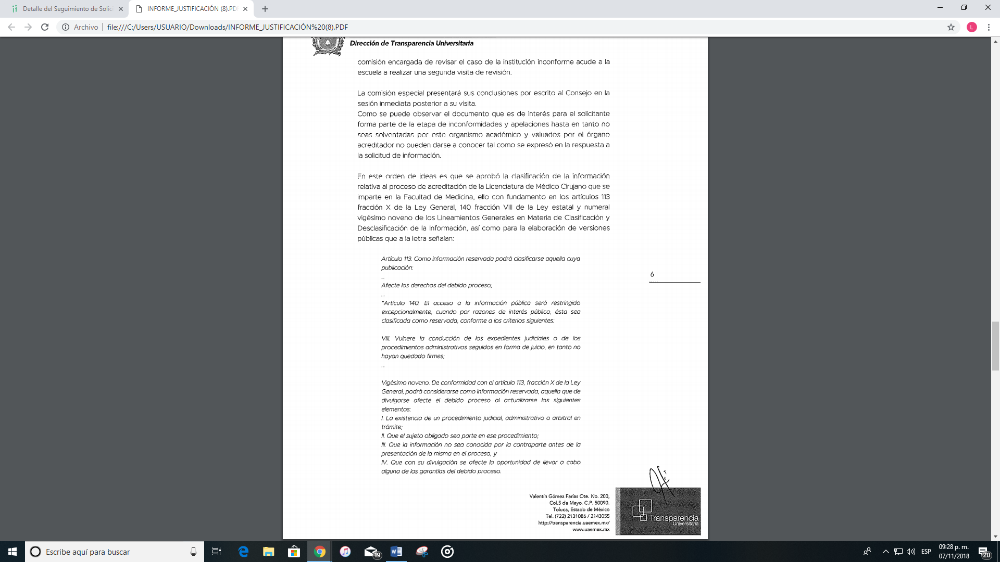 Detalle del Seguimiento de Solici
INFORME_JUSTIFICACIÓN (8).PD
Archivo
file:///C:/Users/USUARIO/Downloads/INFORME_JUSTIFICACIÓN%20(8).PDF
L
Dirección de Transparencia Universitaria
comisión encargada de revisar el caso de la institución inconforme acude a la
escuela a realizar una segunda visita de revisión.
La comisión especial presentará sus conclusiones por escrito al Consejo en la
sesión inmediata posterior a su visita.
Como se puede observar el documento que es de interés para el solicitante
forma parte de la etapa de inconformidades y apelaciones hasta en tanto no
seas solventadas por este organismo académico y valuados por el órgano
acreditador no pueden darse a conocer tal como se expresó en la respuesta a
la solicitud de información.
En este orden de ideas es que se aprobó la clasificación de la información
relativa al proceso de acreditación de la Licenciatura de Médico Cirujano que se
imparte en la Facultad de Medicina, ello con fundamento en los artículos 113
fracción X de la Ley General, 140 fracción VIII de la Ley estatal y numeral
vigésimo noveno de los Lineamientos Generales en Materia de Clasificación y
Desclasificación de la Información, así como para la elaboración de versiones
públicas que a la letra señalan:
Artículo 113. Como información reservada podrá clasificarse aquella cuya
publicación:
...
Afecte los derechos del debido proceso;
...
"Artículo 140. El acceso a la información pública será restringido
excepcionalmente, cuando por razones de interés público, ésta sea
clasificada como reservada, conforme a los criterios siguientes:
VIII. Vulnere la conducción de los expedientes judiciales o de los
procedimientos administrativos seguidos en forma de juicio, en tanto no
hayan quedado firmes;
...
Vigésimo noveno. De conformidad con el artículo 113, fracción X de la Ley
General, podrá considerarse como información reservada, aquella que de
divulgarse afecte el debido proceso al actualizarse los siguientes
elementos:
I. La existencia de un procedimiento judicial, administrativo o arbitral en
trámite;
II. Que el sujeto obligado sea parte en ese procedimiento;
III. Que la información no sea conocida por la contraparte antes de la
presentación de la misma en el proceso, y
IV. Que con su divulgación se afecte la oportunidad de llevar a cabo
alguna de las garantías del debido proceso.
6
Valentín Gómez Farías Ote. No. 200,
Col.5 de Mayo. C.P. 50090.
Toluca, Estado de México
Tel. (722) 2131086 / 2143055
http://transparencia.uaemex.mx/
www.uaemex.mx
Transparencia
Universitaria
Escribe aquí para buscar
19
ESP
09:28 p. m.
07/11/2018
20